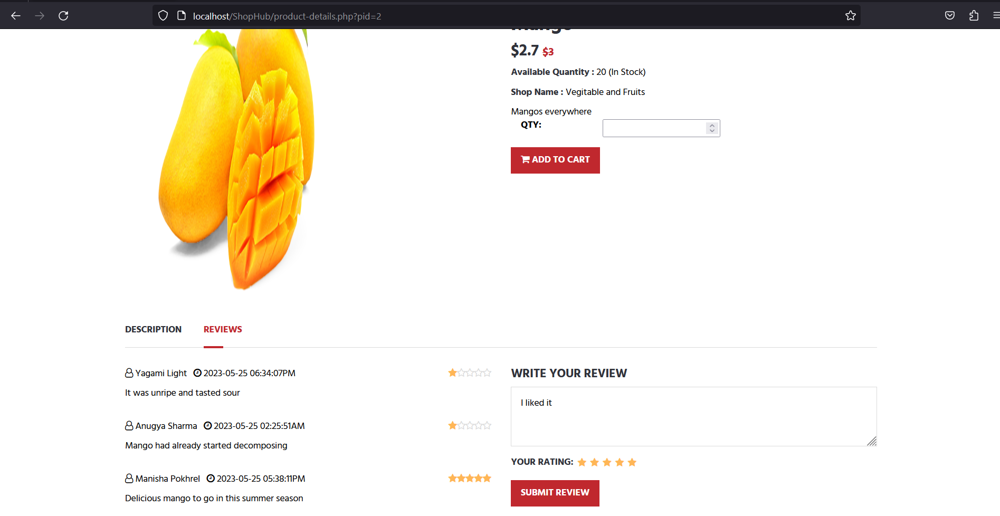 localhost/ShopHub/product-details.php?pid=2
Mango
$2.7 $3
Available Quantity : 20 (In Stock)
Shop Name : Vegitable and Fruits
Mangos everywhere
QTY:
ADD TO CART
DESCRIPTION REVIEWS
Yagami Light 2023-05-25 06:34:07PM
It was unripe and tasted sour
Anugya Sharma 2023-05-25 02:25:51AM
Mango had already started decomposing
Manisha Pokhrel 2023-05-25 05:38:11PM
Delicious mango to go in this summer season
WRITE YOUR REVIEW
I liked it
YOUR RATING:
SUBMIT REVIEW